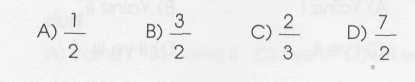 A) 1/2 B) 3/2 C) 2/3 D) 7/2